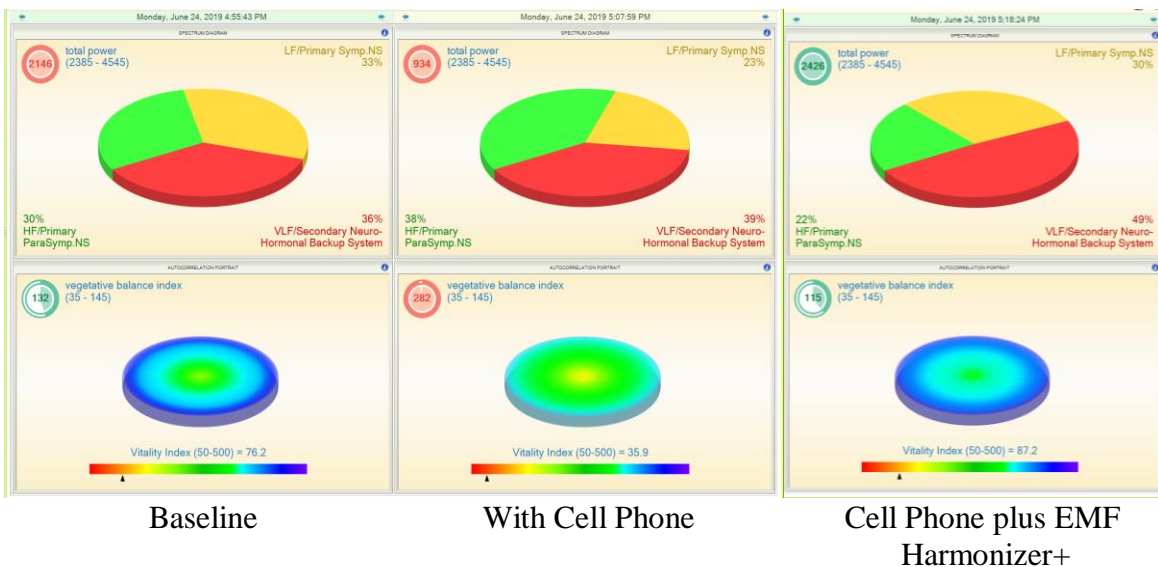 Monday, June 24, 2019 4:55:43 PM
SPECTRUM DIAGRAM
2146
total power
(2385 - 4545)
LF/Primary Symp.NS
33%
30%
HF/Primary
ParaSymp.NS
36%
VLF/Secondary Neuro-
Hormonal Backup System
AUTOCORRELATION PORTRAIT
132
vegetative balance index
(35 - 145)
Vitality Index (50-500) = 76.2
Baseline
Monday, June 24, 2019 5:07:59 PM
SPECTRUM DIAGRAM
934
total power
(2385 - 4545)
LF/Primary Symp.NS
23%
38%
HF/Primary
ParaSymp.NS
39%
VLF/Secondary Neuro-
Hormonal Backup System
AUTOCORRELATION PORTRAIT
282
vegetative balance index
(35 - 145)
Vitality Index (50-500) = 35.9
With Cell Phone
Monday, June 24, 2019 5:18:24 PM
SPECTRUM DIAGRAM
2426
total power
(2385 - 4545)
LF/Primary Symp.NS
30%
22%
HF/Primary
ParaSymp.NS
49%
VLF/Secondary Neuro-
Hormonal Backup System
AUTOCORRELATION PORTRAIT
115
vegetative balance index
(35 - 145)
Vitality Index (50-500) = 87.2
Cell Phone plus EMF
Harmonizer+